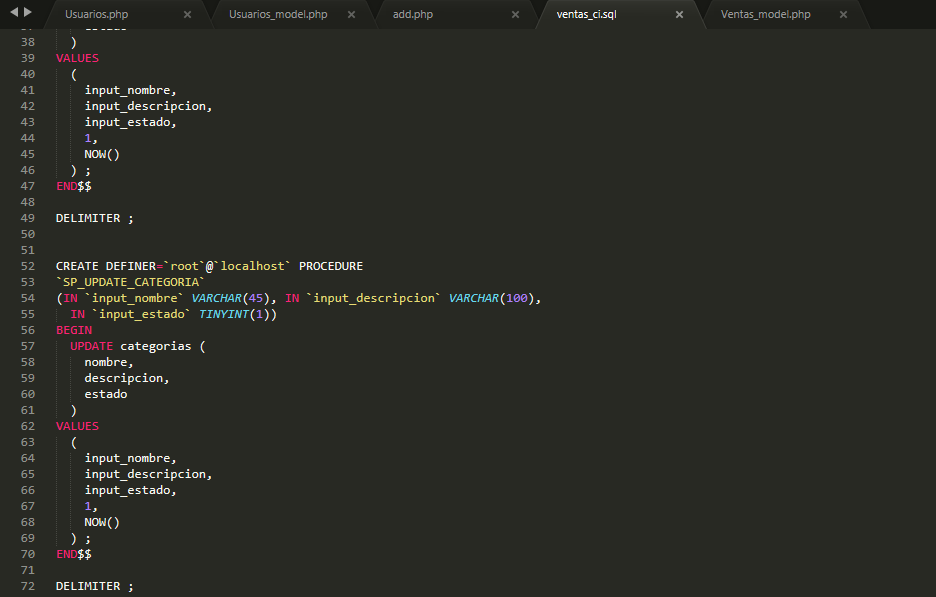 Usuarios.php × Usuarios_model.php × add.php × ventas_ci.sql × Ventas_model.php ×
38 )
39 VALUES
40 (
41 input_nombre,
42 input_descripcion,
43 input_estado,
44 1,
45 NOW()
46 ) ;
47 END$$
48
49 DELIMITER ;
50
51
52 CREATE DEFINER=`root`@`localhost` PROCEDURE
53 `SP_UPDATE_CATEGORIA`
54 (IN `input_nombre` VARCHAR(45), IN `input_descripcion` VARCHAR(100),
55 IN `input_estado` TINYINT(1))
56 BEGIN
57 UPDATE categorias (
58 nombre,
59 descripcion,
60 estado
61 )
62 VALUES
63 (
64 input_nombre,
65 input_descripcion,
66 input_estado,
67 1,
68 NOW()
69 ) ;
70 END$$
71
72 DELIMITER ;